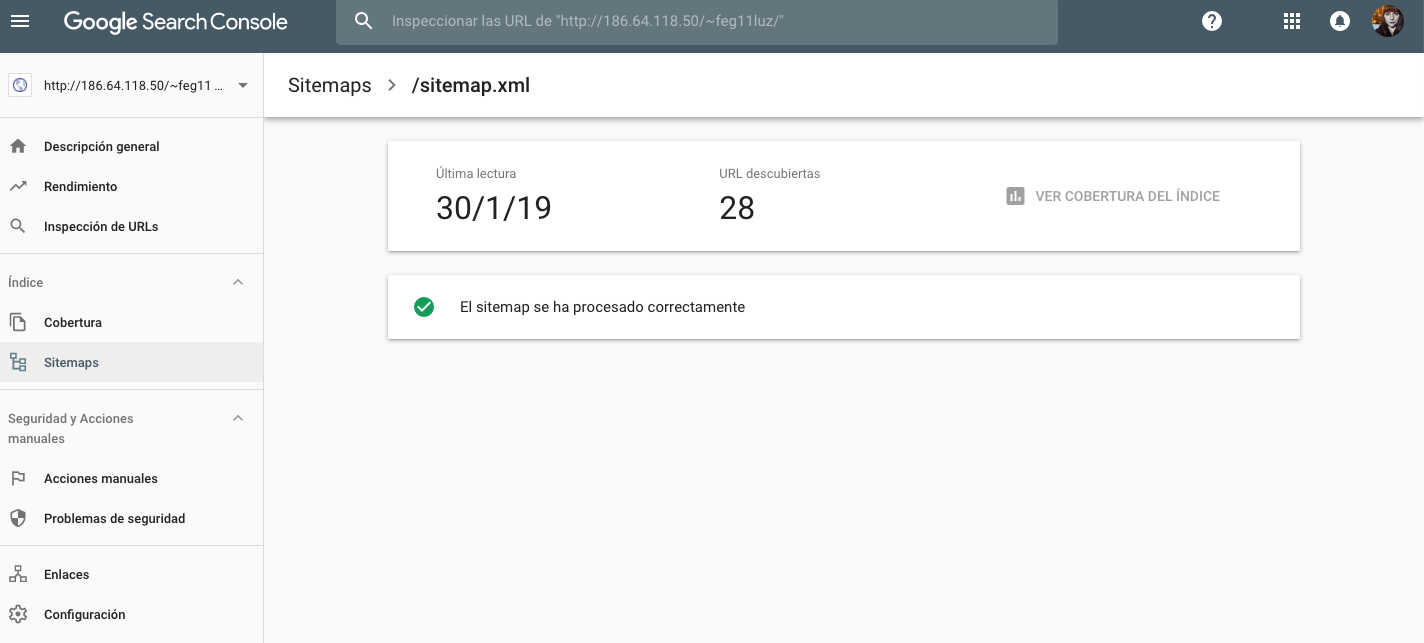 Google Search Console
Inspeccionar las URL de "http://186.64.118.50/~feg11luz/"
http://186.64.118.50/~feg11 ...
Sitemaps > /sitemap.xml
Descripción general
Rendimiento
Inspección de URLs
Índice
Cobertura
Sitemaps
Seguridad y Acciones
manuales
Acciones manuales
Problemas de seguridad
Enlaces
Configuración
Última lectura
30/1/19
URL descubiertas
28
VER COBERTURA DEL ÍNDICE
El sitemap se ha procesado correctamente